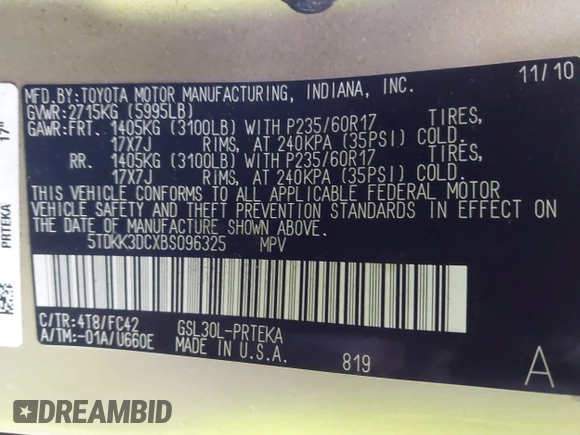 MFD.BY:TOYOTA MOTOR MANUFACTURING, INDIANA, INC. 11/10
GVWR:2715KG (5995LB)
GAWR:FRT. 1405KG (3100LB) WITH P235/60R17 TIRES,
17X7J RIMS, AT 240KPA (35PSI) COLD.
RR. 1405KG (3100LB) WITH P235/60R17 TIRES,
17X7J RIMS, AT 240KPA (35PSI) COLD.
THIS VEHICLE CONFORMS TO ALL APPLICABLE FEDERAL MOTOR
VEHICLE SAFETY AND THEFT PREVENTION STANDARDS IN EFFECT ON
THE DATE OF MANUFACTURE SHOWN ABOVE.
5TDKK3DCXBS096325 MPV
C/TR:4T8/FC42 GSL30L-PRTEKA
A/TM:-01A/U660E MADE IN U.S.A. 819 A
17"
PRTEKA
DREAMBID